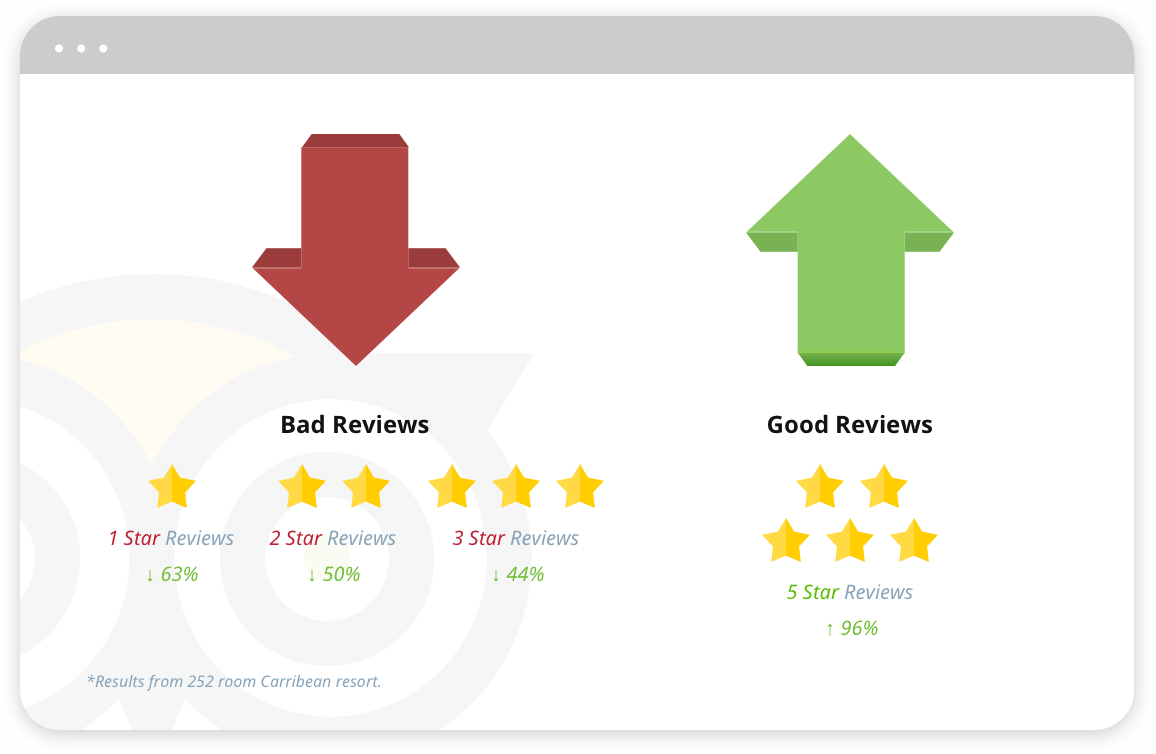 Bad Reviews
1 Star Reviews
↓ 63%
2 Star Reviews
↓ 50%
3 Star Reviews
↓ 44%
Good Reviews
5 Star Reviews
↑ 96%
*Results from 252 room Carribean resort.